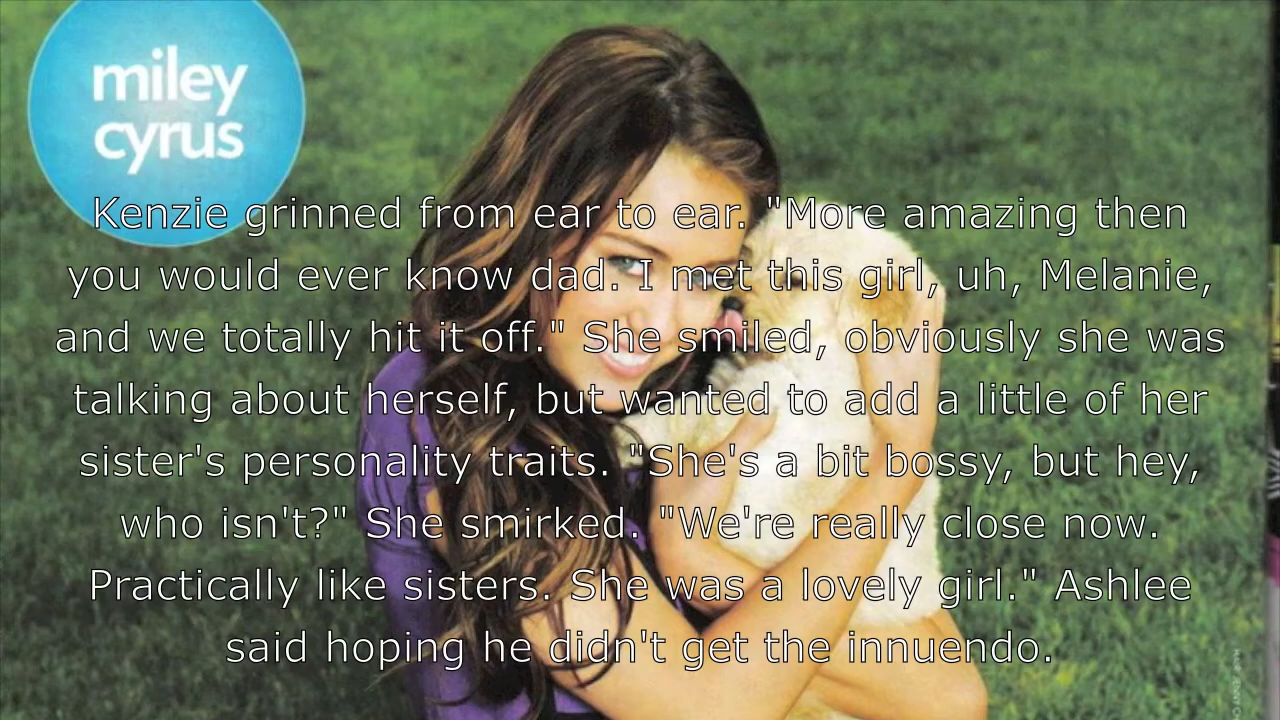 miley
cyrus
Kenzie grinned from ear to ear. "More amazing then
you would ever know dad. I met this girl, uh, Melanie,
and we totally hit it off." She smiled, obviously she was
talking about herself, but wanted to add a little of her
sister's personality traits. "She's a bit bossy, but hey,
who isn't?" She smirked. "We're really close now.
Practically like sisters. She was a lovely girl." Ashlee
said hoping he didn't get the innuendo.